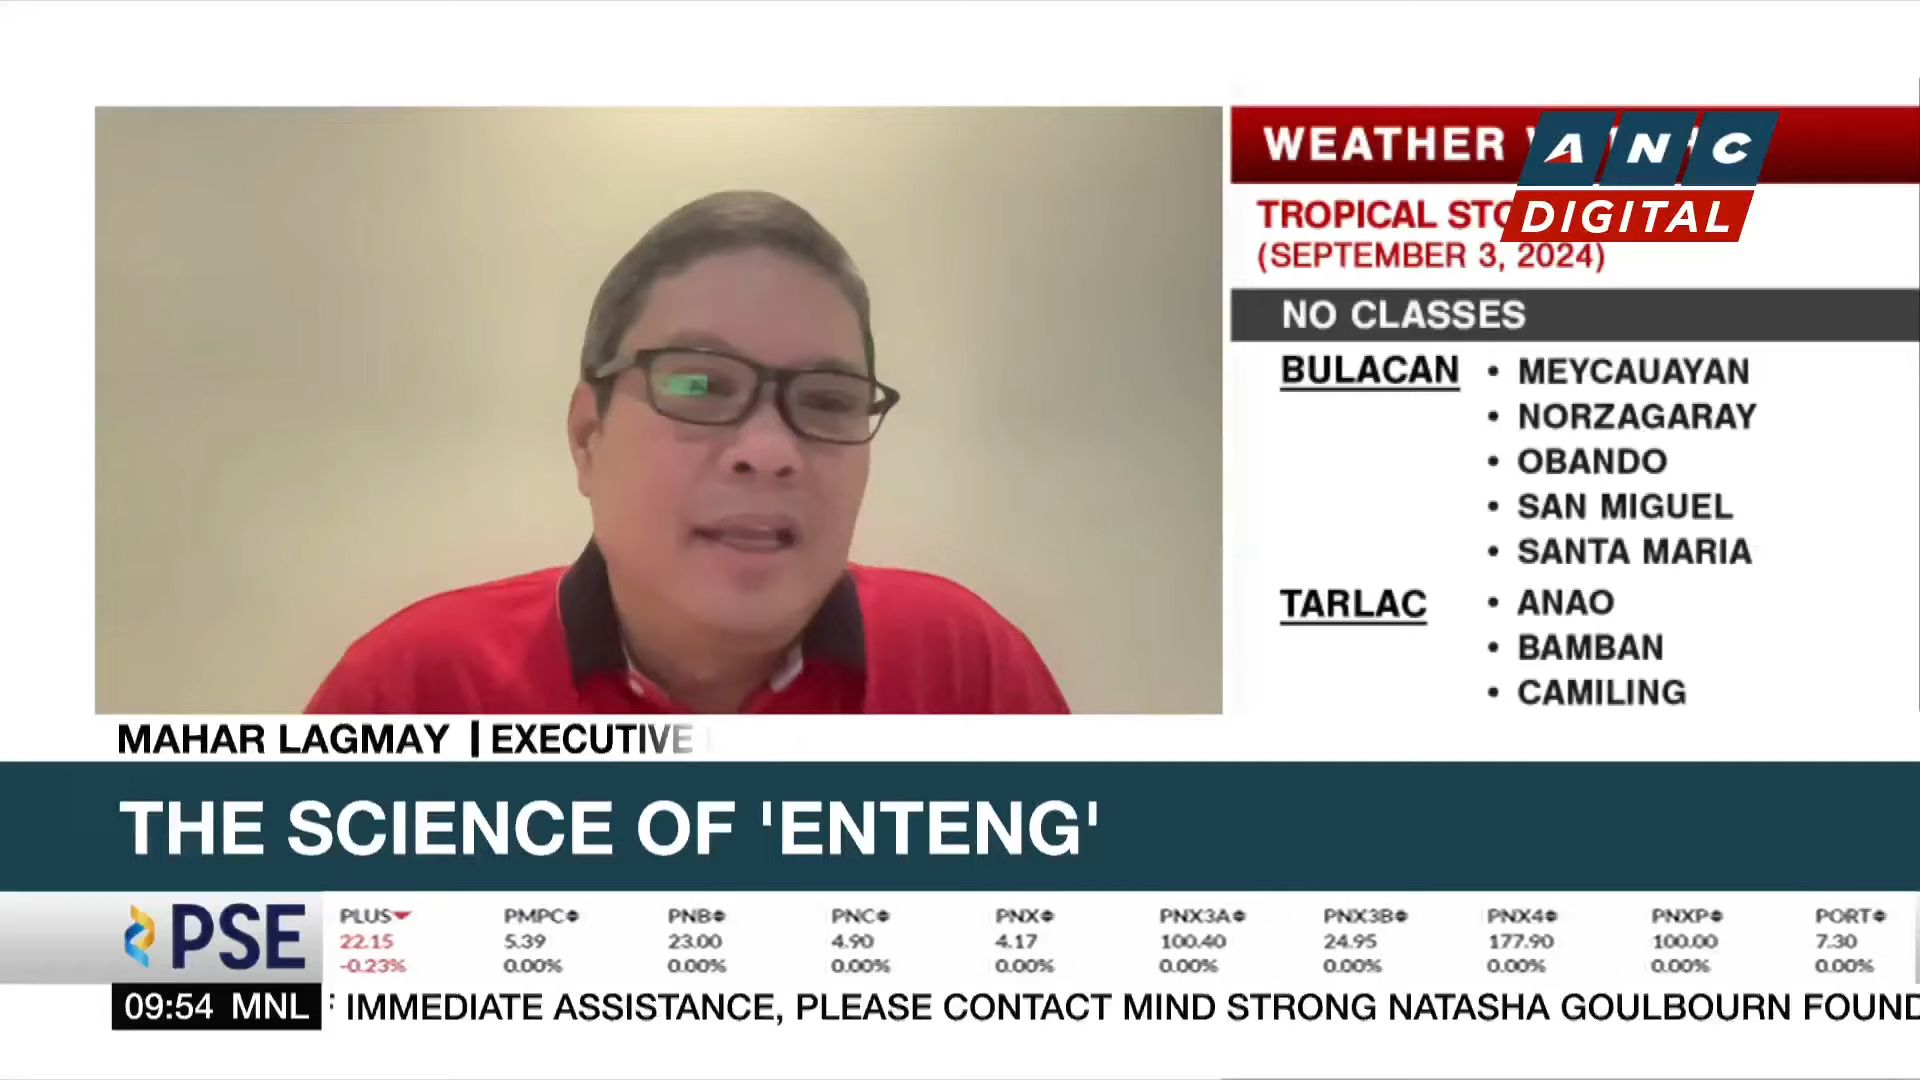 WEATHER
ANC
DIGITAL
TROPICAL
(SEPTEMBER 3, 2024)
NO CLASSES
BULACAN
• MEYCAUAYAN
• NORZAGARAY
• OBANDO
• SAN MIGUEL
• SANTA MARIA
TARLAC
• ANAO
• BAMBAN
• CAMILING
MAHAR LAGMAY | EXECUTIVE
THE SCIENCE OF 'ENTENG'
PSE
PLUS PMPC PNB PNC PNX PNX3A PNX3B PNX4 PNXP PORT
22.15 5.39 23.00 4.90 4.17 100.40 24.95 177.90 100.00 7.30
-0.23% 0.00% 0.00% 0.00% 0.00% 0.00% 0.00% 0.00% 0.00% 0.00%
09:54 MNL IMMEDIATE ASSISTANCE, PLEASE CONTACT MIND STRONG NATASHA GOULBOURN FOUND